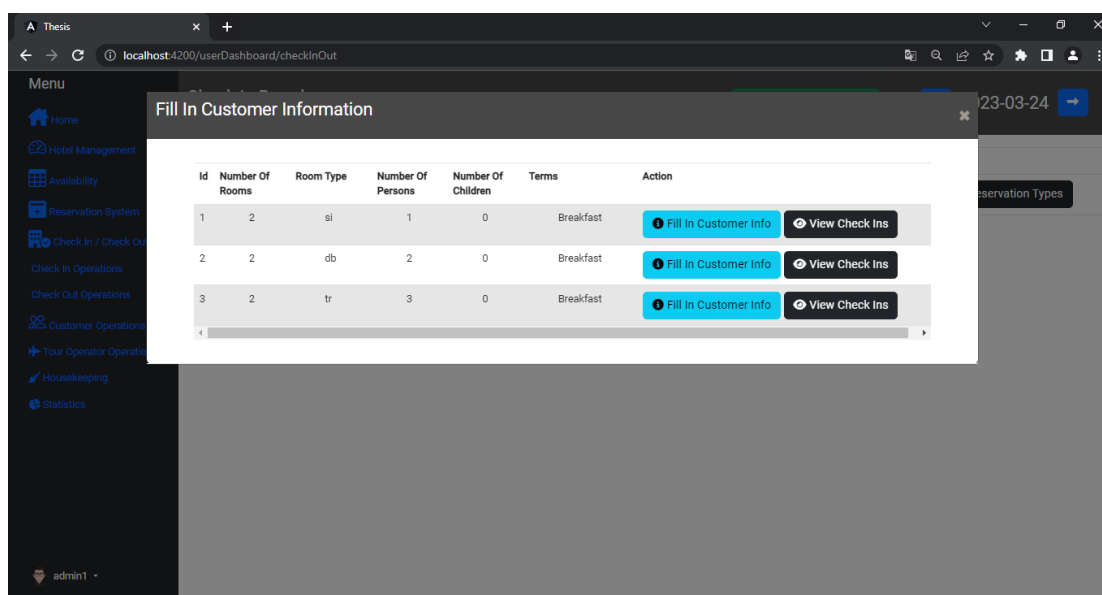 Thesis
localhost:4200/userDashboard/checkInOut
Menu
Fill In Customer Information
023-03-24
Home
Hotel Management
Availability
Reservation System
Check In / Check Ou
Check In Operations
Check Out Operations
Customer Operations
Tour Operator Operatio
Housekeeping
Statistics
eservation Types
Id Number Of Rooms Room Type Number Of Persons Number Of Children Terms Action
1 2 si 1 0 Breakfast Fill In Customer Info View Check Ins
2 2 db 2 0 Breakfast Fill In Customer Info View Check Ins
3 2 tr 3 0 Breakfast Fill In Customer Info View Check Ins
admin1